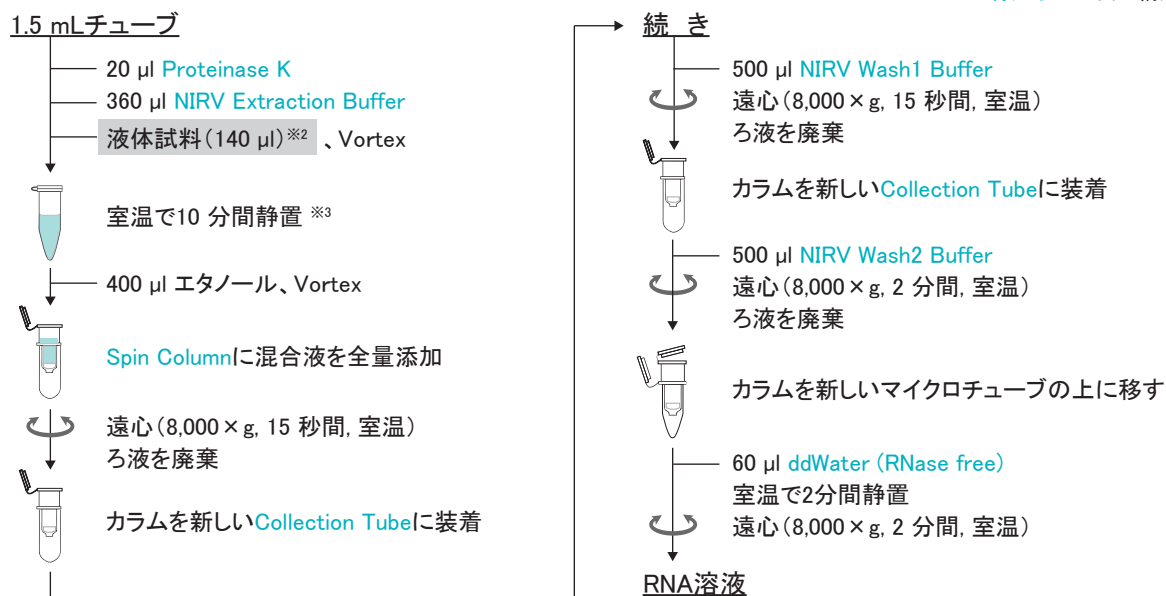 1.5 mLチューブ
20 µl Proteinase K
360 µl NIRV Extraction Buffer
液体試料（140 µl）※2 、Vortex
室温で10 分間静置 ※3
400 µl エタノール、Vortex
Spin Columnに混合液を全量添加
遠心（8,000×g, 15 秒間, 室温）
ろ液を廃棄
カラムを新しいCollection Tubeに装着
続 き
500 µl NIRV Wash1 Buffer
遠心（8,000×g, 15 秒間, 室温）
ろ液を廃棄
カラムを新しいCollection Tubeに装着
500 µl NIRV Wash2 Buffer
遠心（8,000×g, 2 分間, 室温）
ろ液を廃棄
カラムを新しいマイクロチューブの上に移す
60 µl ddWater (RNase free)
室温で2分間静置
遠心（8,000×g, 2 分間, 室温）
RNA溶液